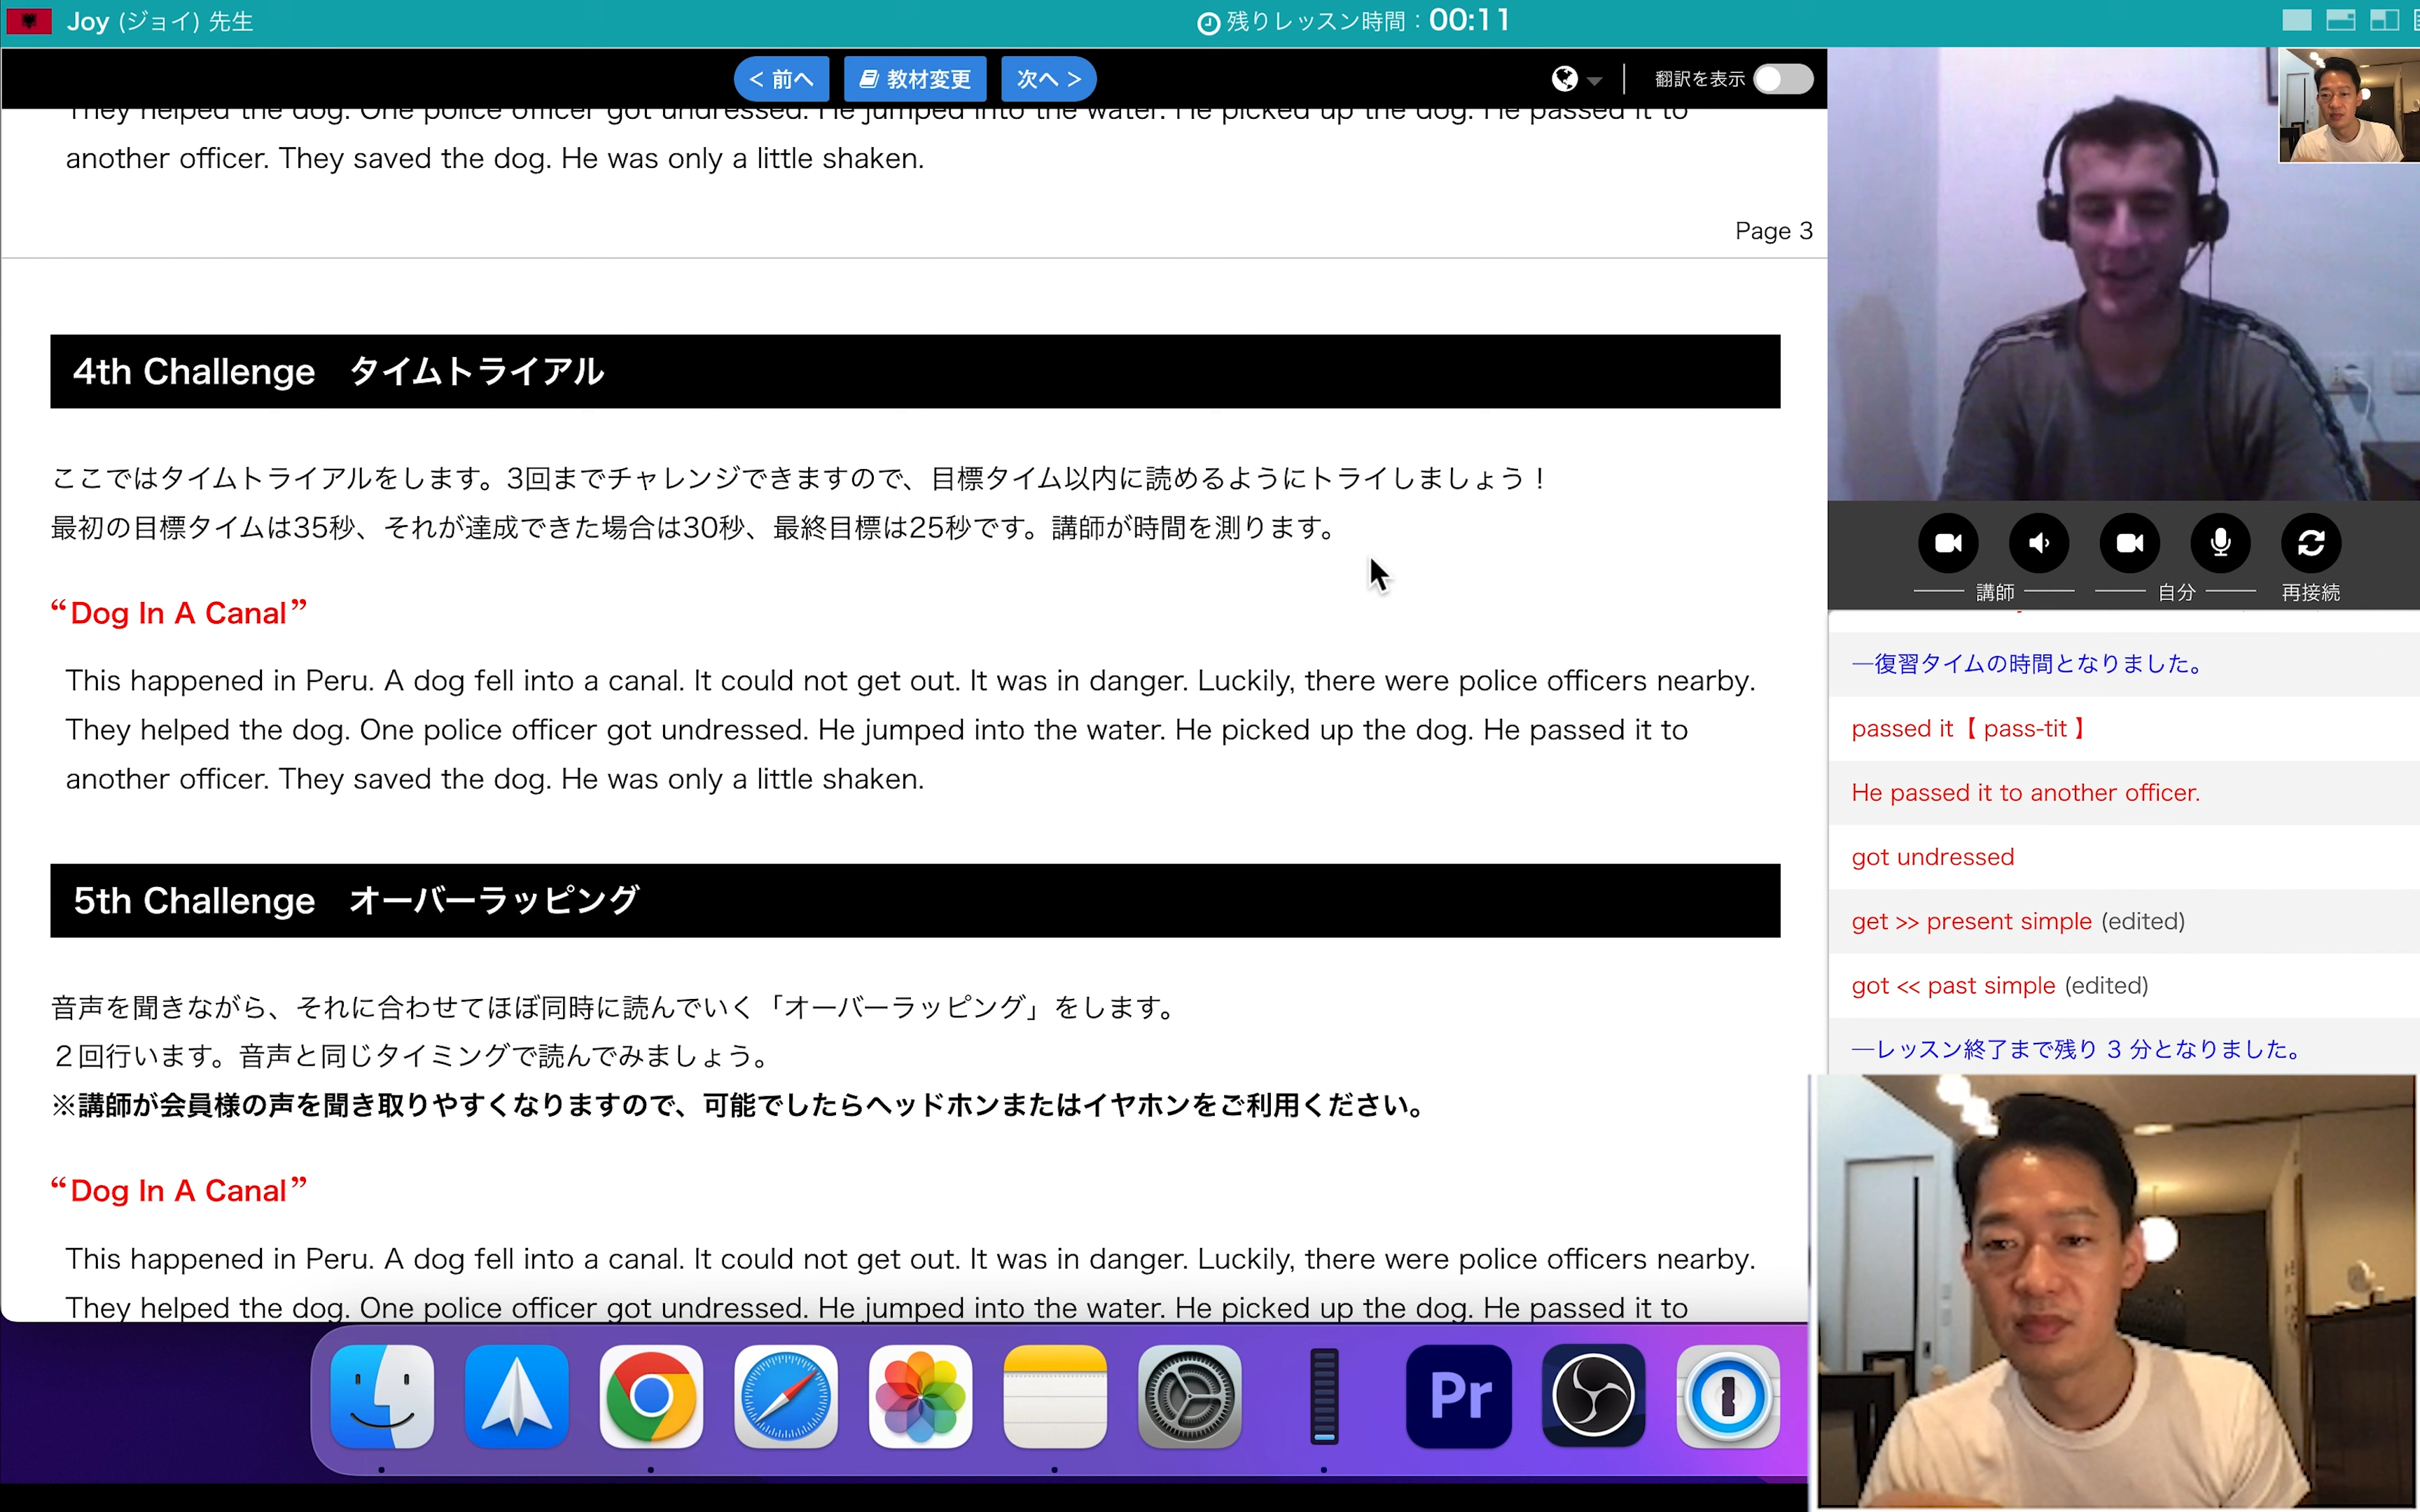 Joy (ジョイ) 先生
残りレッスン時間：00:11
< 前へ
教材変更
次へ >
翻訳を表示
They helped the dog. One police officer got undressed. He jumped into the water. He picked up the dog. He passed it to
another officer. They saved the dog. He was only a little shaken.
Page 3
4th Challenge　タイムトライアル
ここではタイムトライアルをします。3回までチャレンジできますので、目標タイム以内に読めるようにトライしましょう！
最初の目標タイムは35秒、それが達成できた場合は30秒、最終目標は25秒です。講師が時間を測ります。
“Dog In A Canal”
This happened in Peru. A dog fell into a canal. It could not get out. It was in danger. Luckily, there were police officers nearby.
They helped the dog. One police officer got undressed. He jumped into the water. He picked up the dog. He passed it to
another officer. They saved the dog. He was only a little shaken.
5th Challenge　オーバーラッピング
音声を聞きながら、それに合わせてほぼ同時に読んでいく「オーバーラッピング」をします。
２回行います。音声と同じタイミングで読んでみましょう。
※講師が会員様の声を聞き取りやすくなりますので、可能でしたらヘッドホンまたはイヤホンをご利用ください。
“Dog In A Canal”
This happened in Peru. A dog fell into a canal. It could not get out. It was in danger. Luckily, there were police officers nearby.
They helped the dog. One police officer got undressed. He jumped into the water. He picked up the dog. He passed it to
講師
自分
再接続
―復習タイムの時間となりました。
passed it【 pass-tit 】
He passed it to another officer.
got undressed
get >> present simple (edited)
got << past simple (edited)
―レッスン終了まで残り 3 分となりました。
Pr